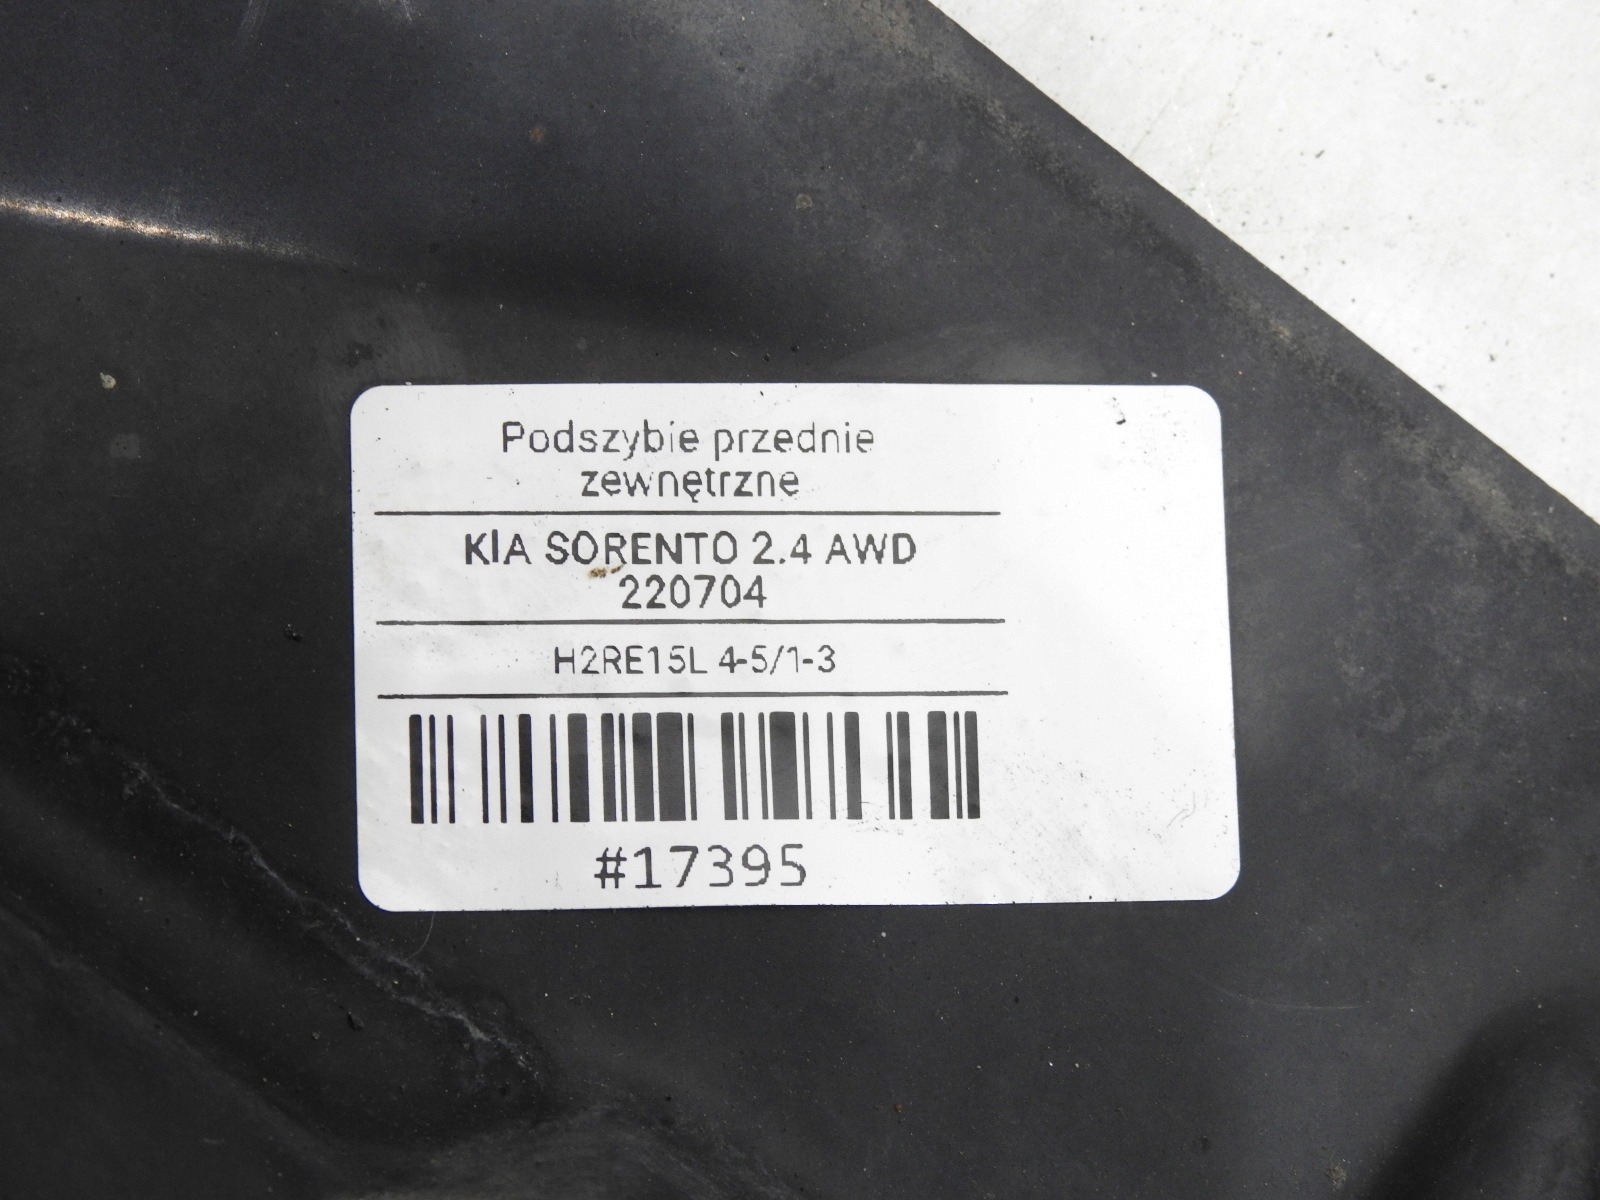 Podszybie przednie
zewnętrzne
KIA SORENTO 2.4 AWD
220704
H2RE15L 4-5/1-3
#17395